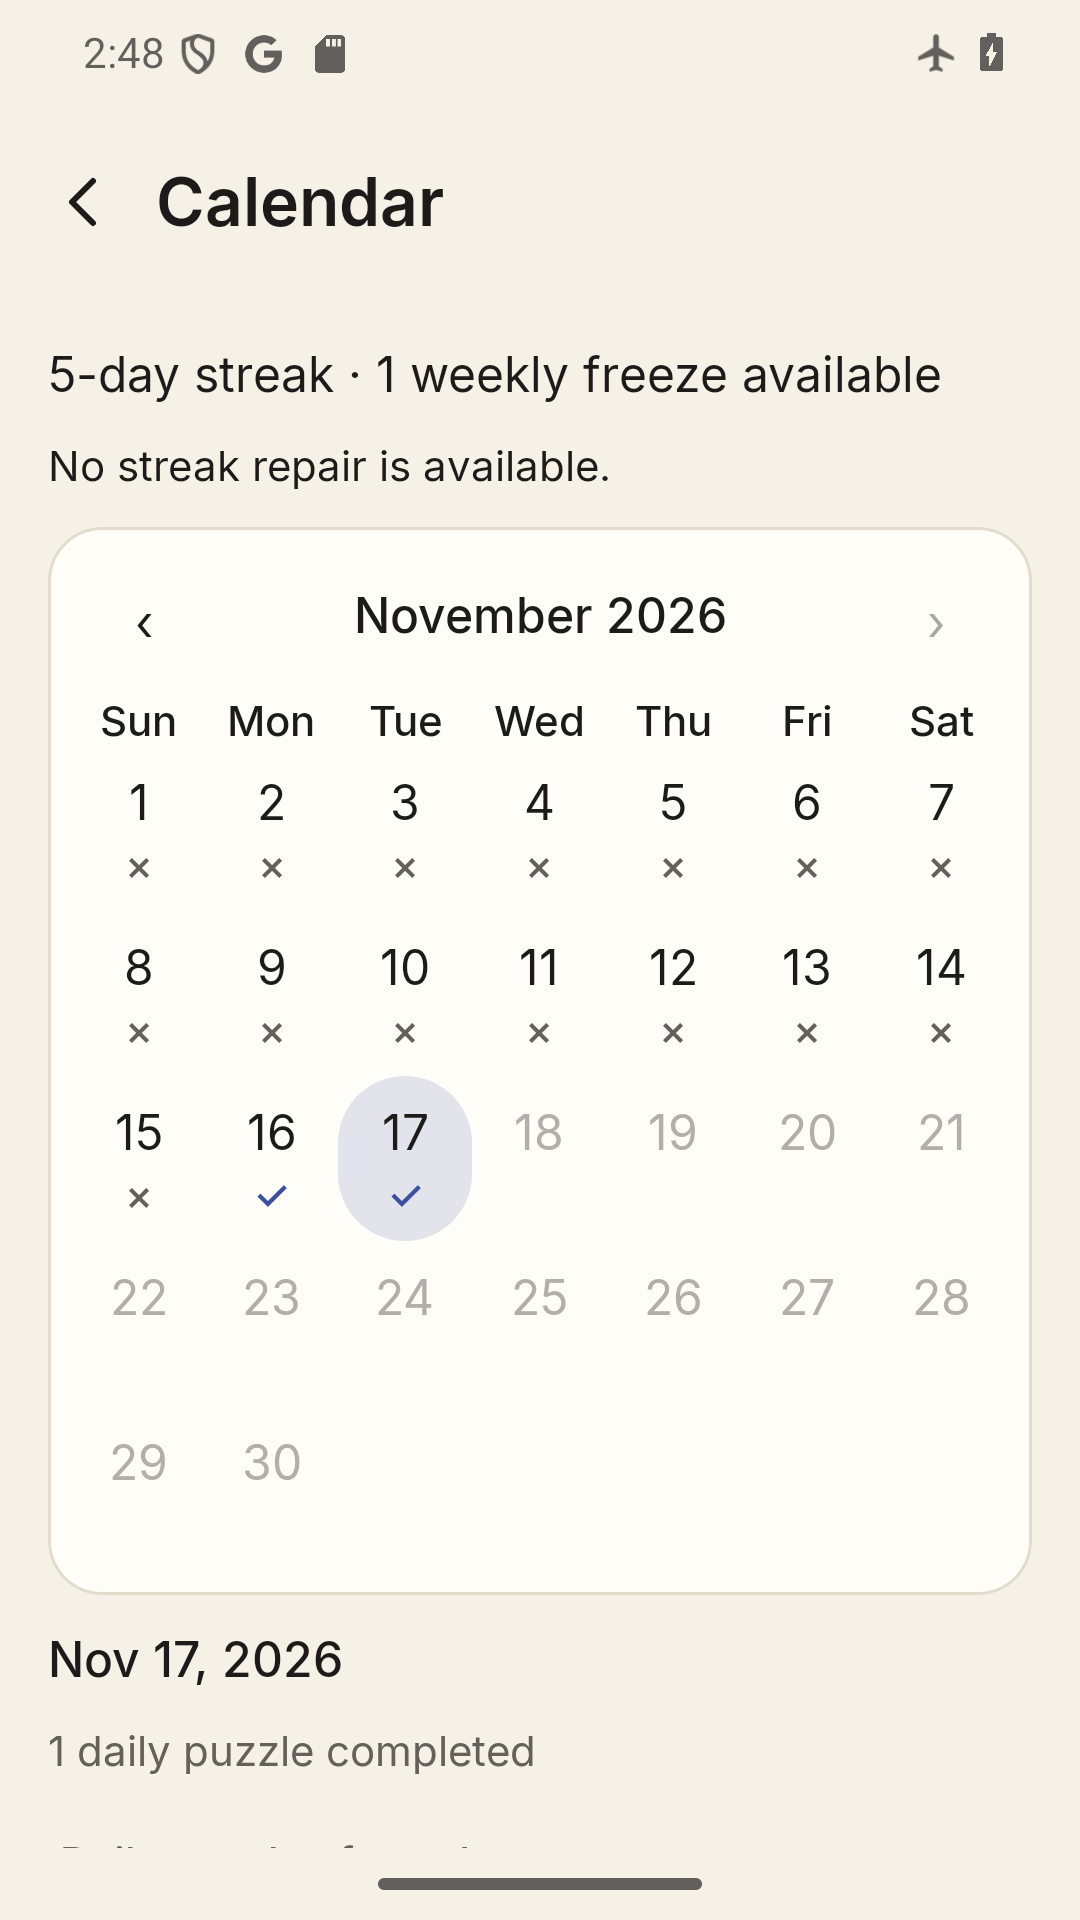 2:48
Calendar
5-day streak · 1 weekly freeze available
No streak repair is available.
‹ November 2026 ›
Sun Mon Tue Wed Thu Fri Sat
1 2 3 4 5 6 7
× × × × × × ×
8 9 10 11 12 13 14
× × × × × × ×
15 16 17 18 19 20 21
× ✓ ✓
22 23 24 25 26 27 28
29 30
Nov 17, 2026
1 daily puzzle completed